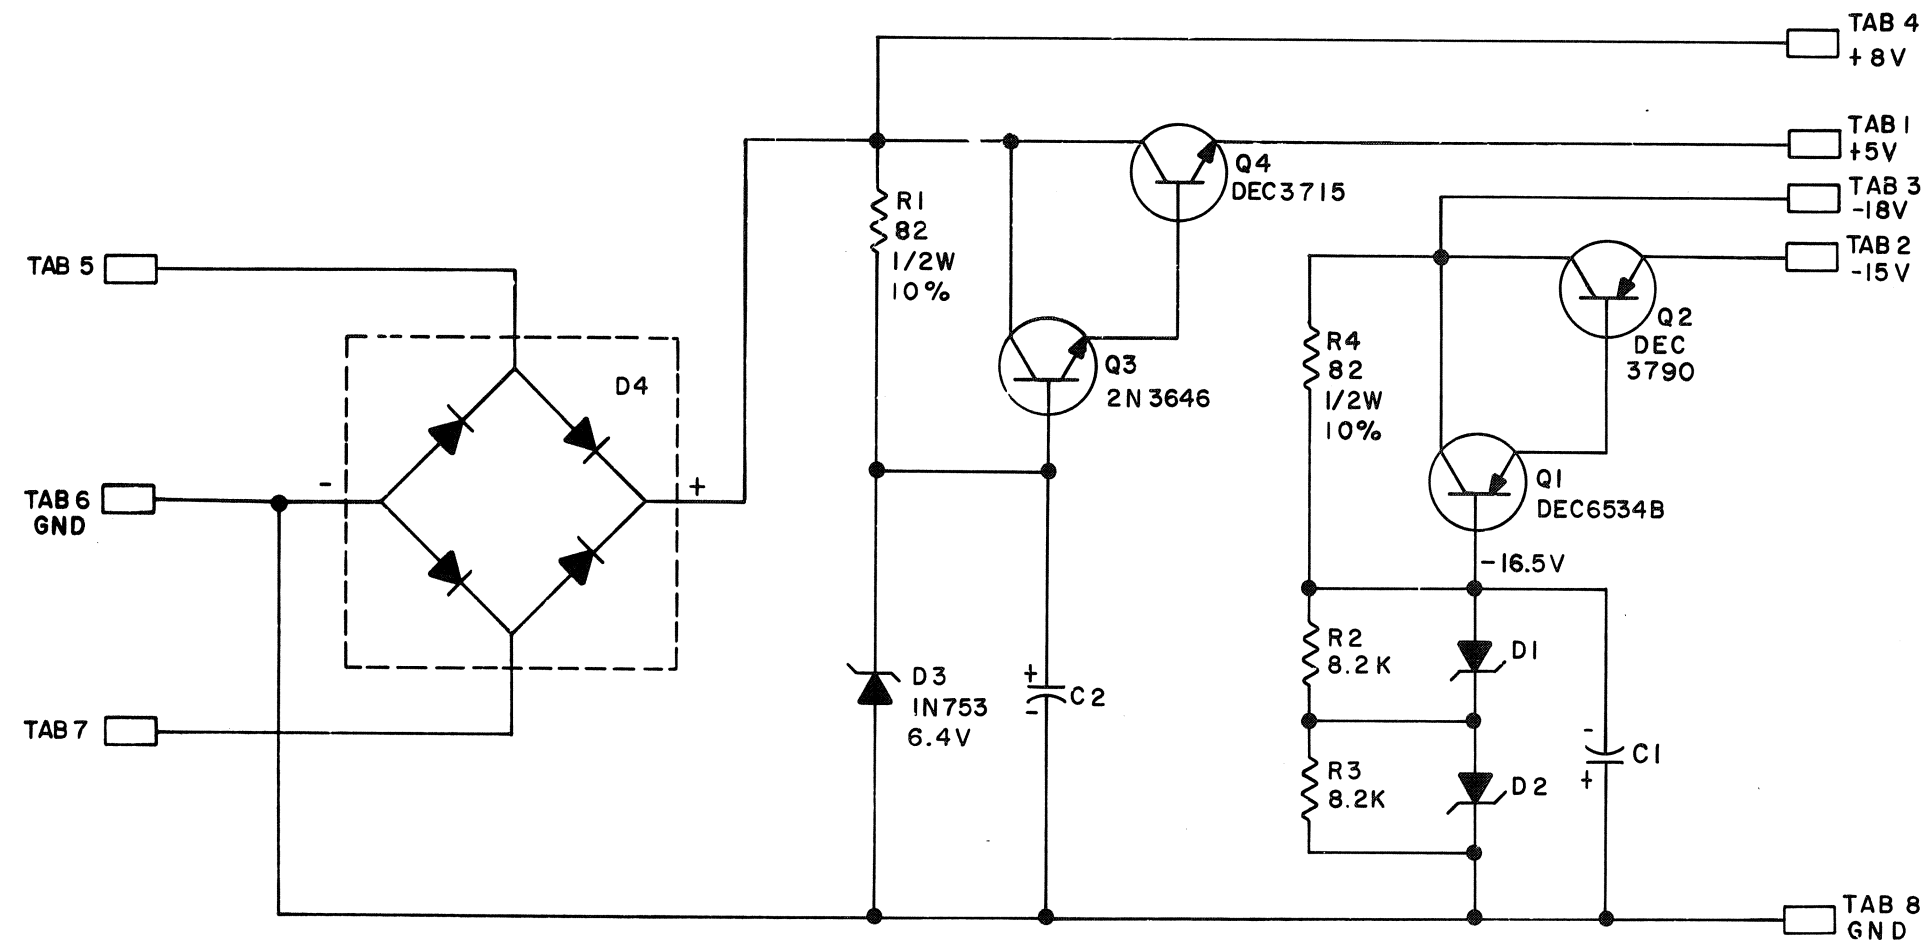 TAB 4
+8V
TAB 1
+5V
TAB 3
-18V
TAB 2
-15V
Q4
DEC3715
R1
82
1/2W
10%
TAB 5
Q2
DEC
3790
R4
82
1/2W
10%
Q3
2N3646
D4
-
+
TAB 6
GND
Q1
DEC6534B
-16.5V
R2
8.2K
D1
D3
1N753
6.4V
+
C2
-
TAB 7
R3
8.2K
D2
-
C1
+
TAB 8
GND